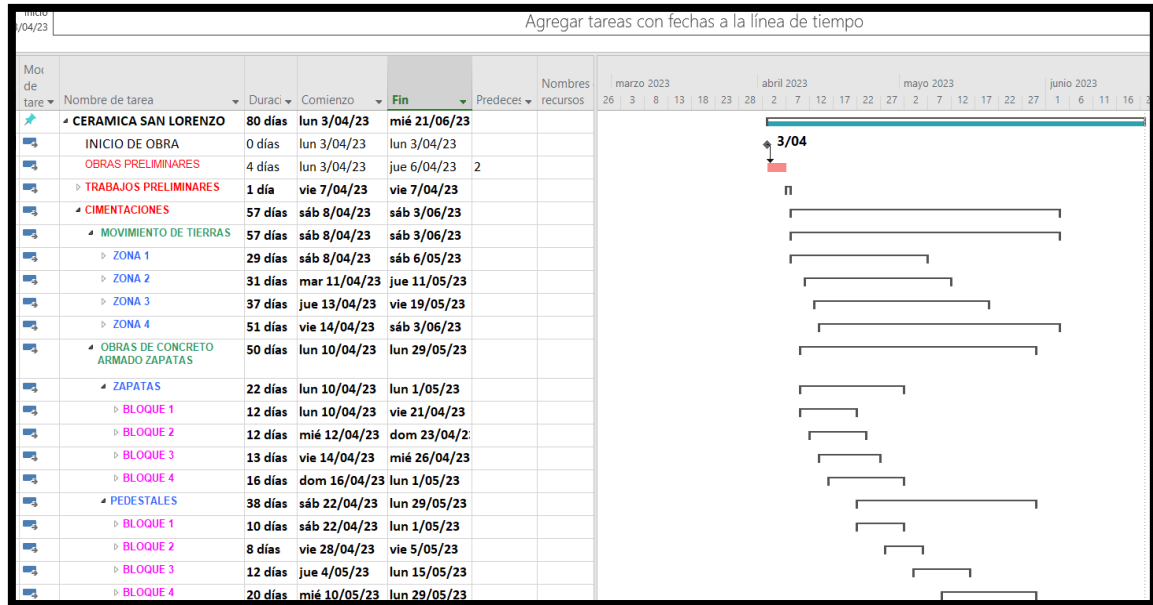 Inicio
3/04/23
Agregar tareas con fechas a la línea de tiempo
Moc de tare Nombre de tarea Duraci Comienzo Fin Predeces Nombres recursos
marzo 2023 abril 2023 mayo 2023 junio 2023
26 3 8 13 18 23 28 2 7 12 17 22 27 2 7 12 17 22 27 1 6 11 16 2
CERAMICA SAN LORENZO 80 días lun 3/04/23 mié 21/06/23
INICIO DE OBRA 0 días lun 3/04/23 lun 3/04/23 3/04
OBRAS PRELIMINARES 4 días lun 3/04/23 jue 6/04/23 2
TRABAJOS PRELIMINARES 1 día vie 7/04/23 vie 7/04/23
CIMENTACIONES 57 días sáb 8/04/23 sáb 3/06/23
MOVIMIENTO DE TIERRAS 57 días sáb 8/04/23 sáb 3/06/23
ZONA 1 29 días sáb 8/04/23 sáb 6/05/23
ZONA 2 31 días mar 11/04/23 jue 11/05/23
ZONA 3 37 días jue 13/04/23 vie 19/05/23
ZONA 4 51 días vie 14/04/23 sáb 3/06/23
OBRAS DE CONCRETO ARMADO ZAPATAS 50 días lun 10/04/23 lun 29/05/23
ZAPATAS 22 días lun 10/04/23 lun 1/05/23
BLOQUE 1 12 días lun 10/04/23 vie 21/04/23
BLOQUE 2 12 días mié 12/04/23 dom 23/04/2
BLOQUE 3 13 días vie 14/04/23 mié 26/04/23
BLOQUE 4 16 días dom 16/04/23 lun 1/05/23
PEDESTALES 38 días sáb 22/04/23 lun 29/05/23
BLOQUE 1 10 días sáb 22/04/23 lun 1/05/23
BLOQUE 2 8 días vie 28/04/23 vie 5/05/23
BLOQUE 3 12 días jue 4/05/23 lun 15/05/23
BLOQUE 4 20 días mié 10/05/23 lun 29/05/23